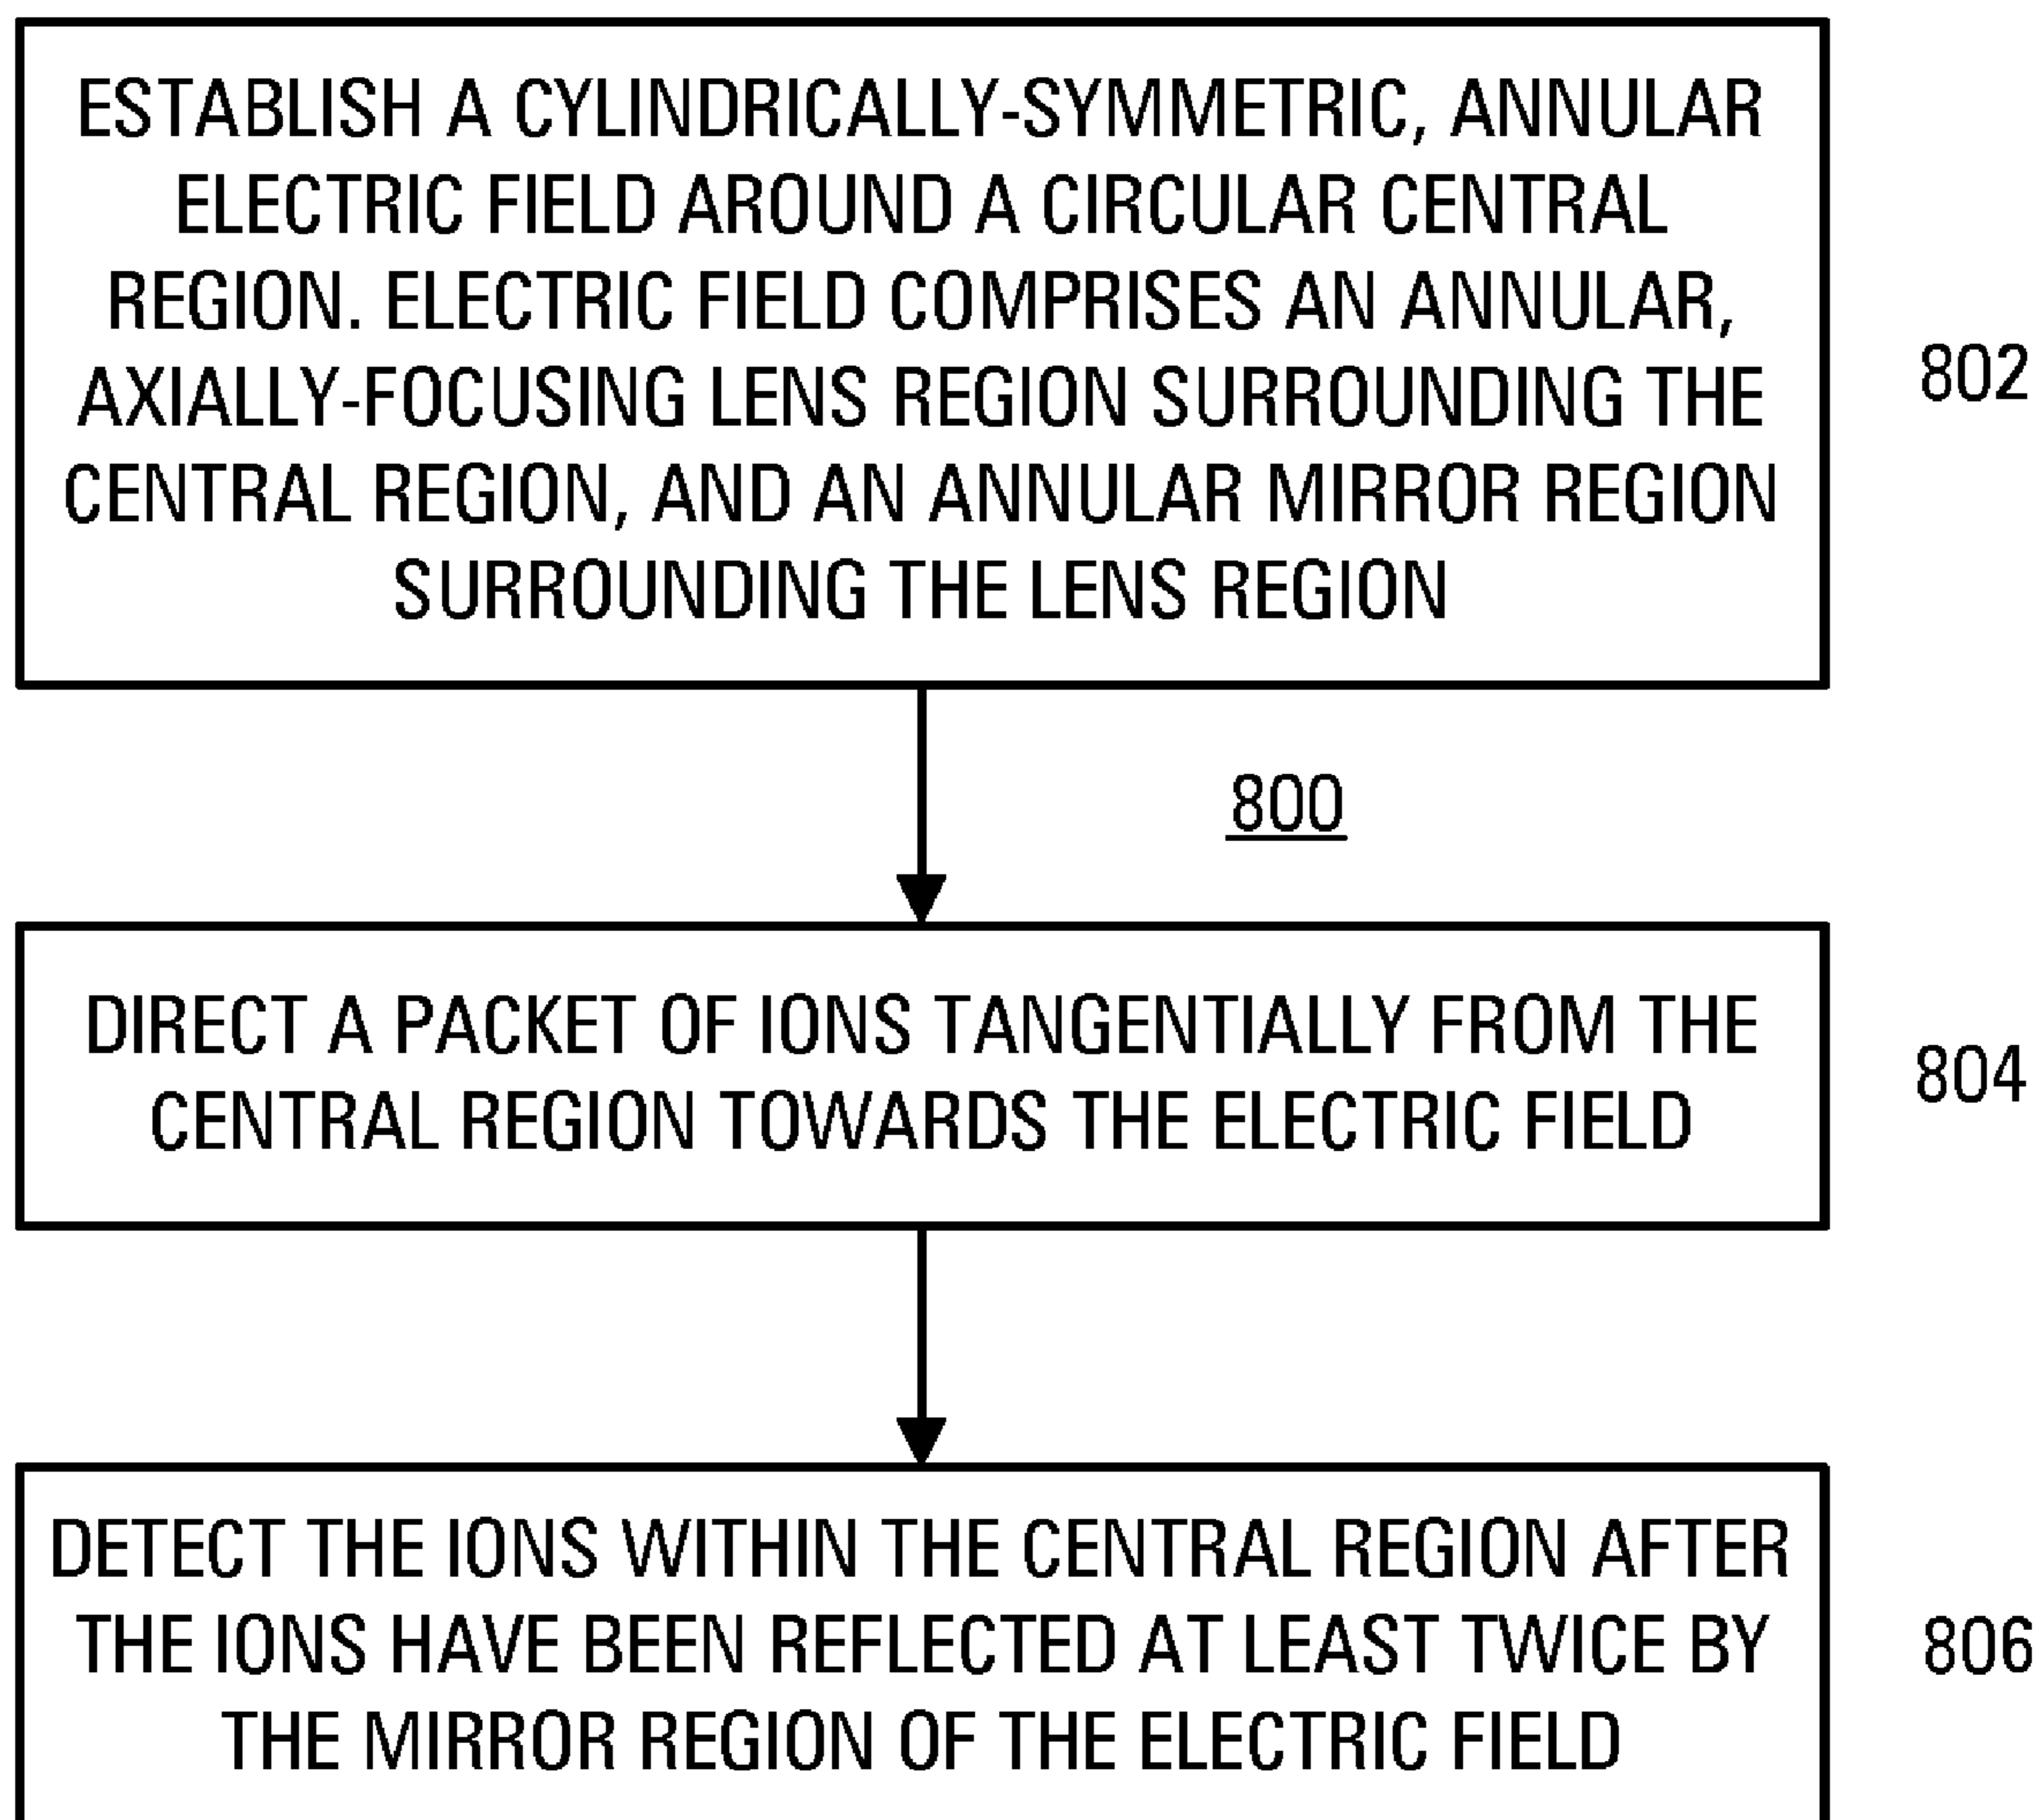 ESTABLISH A CYLINDRICALLY-SYMMETRIC, ANNULAR
ELECTRIC FIELD AROUND A CIRCULAR CENTRAL
REGION. ELECTRIC FIELD COMPRISES AN ANNULAR,
AXIALLY-FOCUSING LENS REGION SURROUNDING THE
CENTRAL REGION, AND AN ANNULAR MIRROR REGION
SURROUNDING THE LENS REGION
802
800
DIRECT A PACKET OF IONS TANGENTIALLY FROM THE
CENTRAL REGION TOWARDS THE ELECTRIC FIELD
804
DETECT THE IONS WITHIN THE CENTRAL REGION AFTER
THE IONS HAVE BEEN REFLECTED AT LEAST TWICE BY
THE MIRROR REGION OF THE ELECTRIC FIELD
806